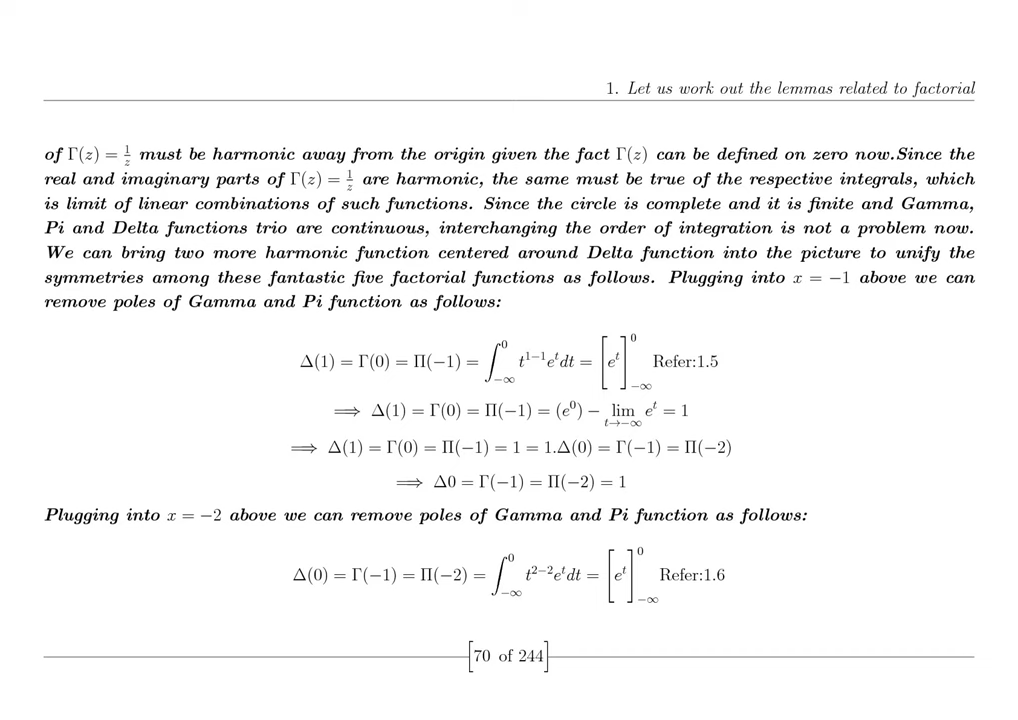 1. Let us work out the lemmas related to factorial
of Γ(z) = 1/z must be harmonic away from the origin given the fact Γ(z) can be defined on zero now.Since the
real and imaginary parts of Γ(z) = 1/z are harmonic, the same must be true of the respective integrals, which
is limit of linear combinations of such functions. Since the circle is complete and it is finite and Gamma,
Pi and Delta functions trio are continuous, interchanging the order of integration is not a problem now.
We can bring two more harmonic function centered around Delta function into the picture to unify the
symmetries among these fantastic five factorial functions as follows. Plugging into x = −1 above we can
remove poles of Gamma and Pi function as follows:
Δ(1) = Γ(0) = Π(−1) = ∫_{−∞}^{0} t^{1−1}e^{t}dt = [e^{t}]_{−∞}^{0} Refer:1.5
⟹ Δ(1) = Γ(0) = Π(−1) = (e^{0}) − lim_{t→−∞} e^{t} = 1
⟹ Δ(1) = Γ(0) = Π(−1) = 1 = 1.Δ(0) = Γ(−1) = Π(−2)
⟹ Δ0 = Γ(−1) = Π(−2) = 1
Plugging into x = −2 above we can remove poles of Gamma and Pi function as follows:
Δ(0) = Γ(−1) = Π(−2) = ∫_{−∞}^{0} t^{2−2}e^{t}dt = [e^{t}]_{−∞}^{0} Refer:1.6
[70 of 244]